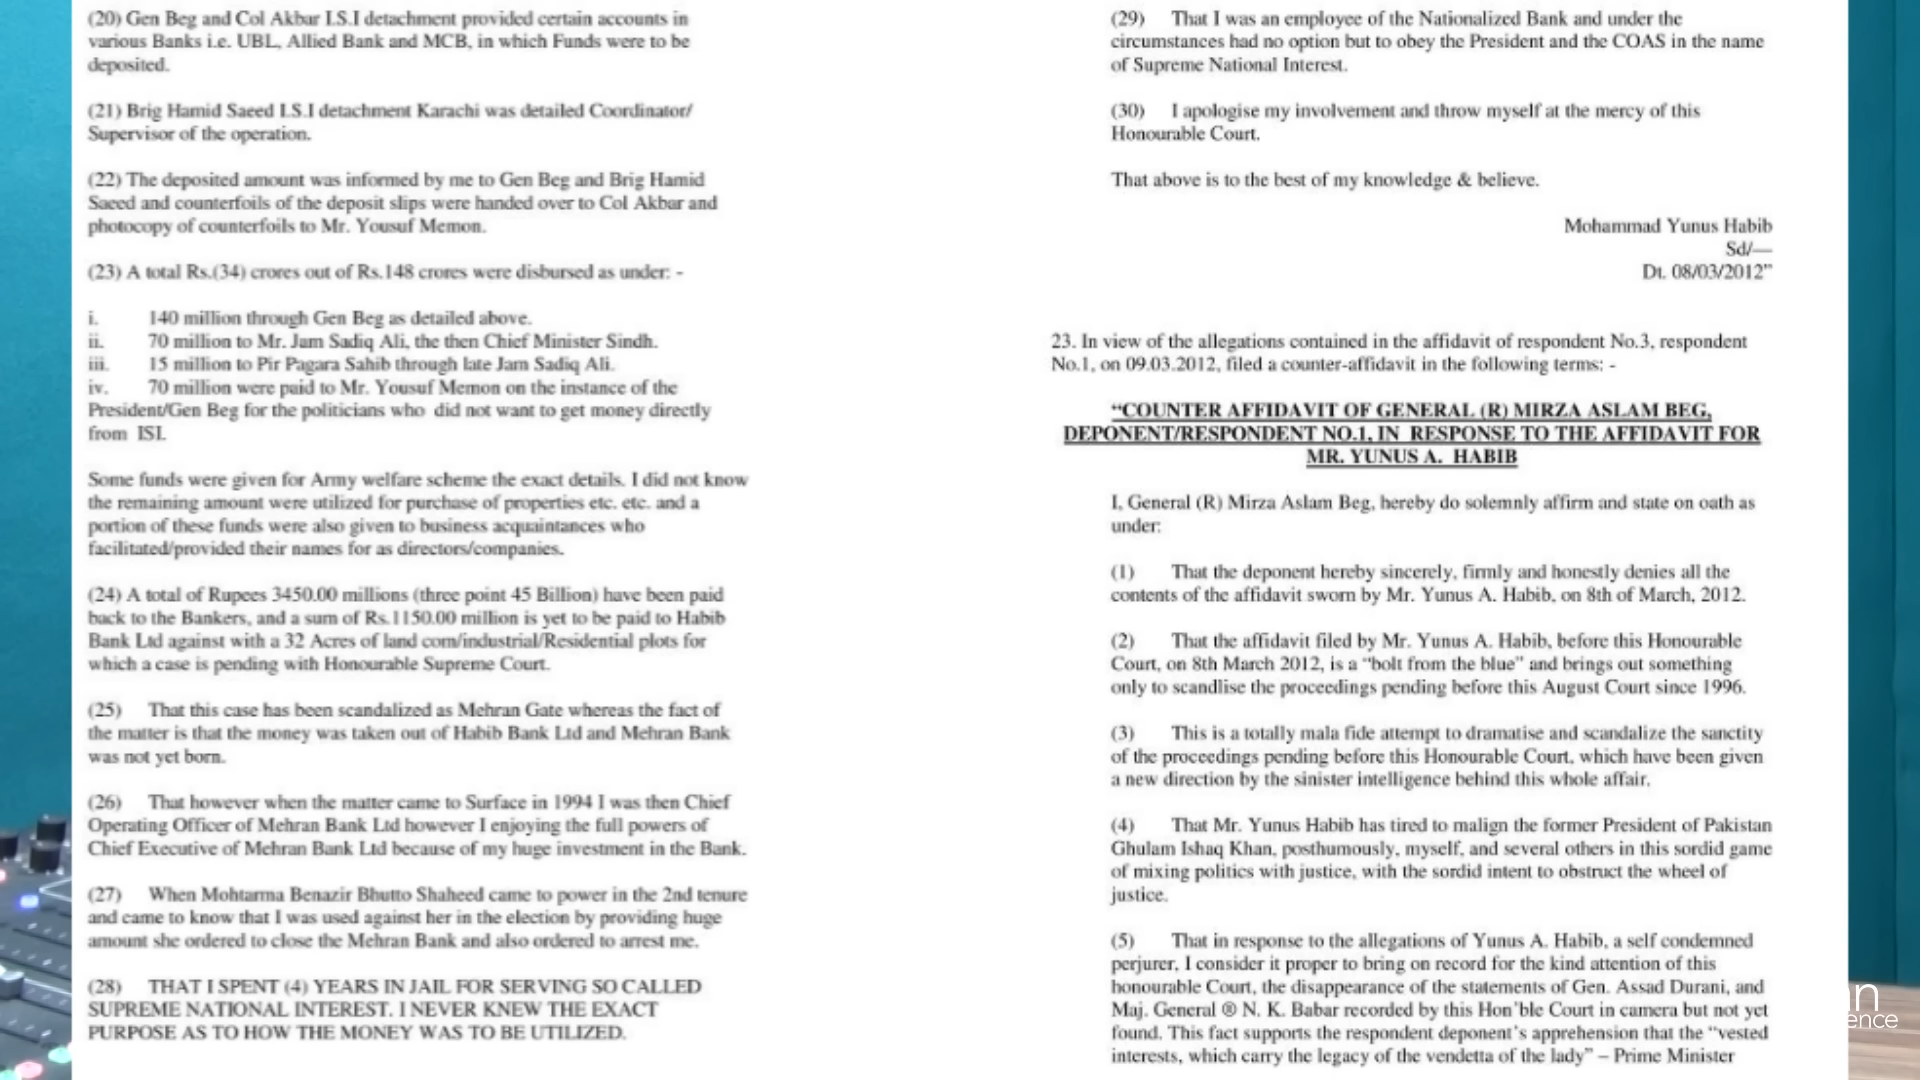 (20) Gen Beg and Col Akbar I.S.I detachment provided certain accounts in
various Banks i.e. UBL, Allied Bank and MCB, in which Funds were to be
deposited.
(21) Brig Hamid Saeed I.S.I detachment Karachi was detailed Coordinator/
Supervisor of the operation.
(22) The deposited amount was informed by me to Gen Beg and Brig Hamid
Saeed and counterfoils of the deposit slips were handed over to Col Akbar and
photocopy of counterfoils to Mr. Yousuf Memon.
(23) A total Rs.(34) crores out of Rs.148 crores were disbursed as under: -
i. 140 million through Gen Beg as detailed above.
ii. 70 million to Mr. Jam Sadiq Ali, the then Chief Minister Sindh.
iii. 15 million to Pir Pagara Sahib through late Jam Sadiq Ali.
iv. 70 million were paid to Mr. Yousuf Memon on the instance of the
President/Gen Beg for the politicians who did not want to get money directly
from ISI.
Some funds were given for Army welfare scheme the exact details. I did not know
the remaining amount were utilized for purchase of properties etc. etc. and a
portion of these funds were also given to business acquaintances who
facilitated/provided their names for as directors/companies.
(24) A total of Rupees 3450.00 millions (three point 45 Billion) have been paid
back to the Bankers, and a sum of Rs.1150.00 million is yet to be paid to Habib
Bank Ltd against with a 32 Acres of land com/industrial/Residential plots for
which a case is pending with Honourable Supreme Court.
(25) That this case has been scandalized as Mehran Gate whereas the fact of
the matter is that the money was taken out of Habib Bank Ltd and Mehran Bank
was not yet born.
(26) That however when the matter came to Surface in 1994 I was then Chief
Operating Officer of Mehran Bank Ltd however I enjoying the full powers of
Chief Executive of Mehran Bank Ltd because of my huge investment in the Bank.
(27) When Mohtarma Benazir Bhutto Shaheed came to power in the 2nd tenure
and came to know that I was used against her in the election by providing huge
amount she ordered to close the Mehran Bank and also ordered to arrest me.
(28) THAT I SPENT (4) YEARS IN JAIL FOR SERVING SO CALLED
SUPREME NATIONAL INTEREST. I NEVER KNEW THE EXACT
PURPOSE AS TO HOW THE MONEY WAS TO BE UTILIZED.
(29) That I was an employee of the Nationalized Bank and under the
circumstances had no option but to obey the President and the COAS in the name
of Supreme National Interest.
(30) I apologise my involvement and throw myself at the mercy of this
Honourable Court.
That above is to the best of my knowledge & believe.
Mohammad Yunus Habib
Sd/—
Dt. 08/03/2012”
23. In view of the allegations contained in the affidavit of respondent No.3, respondent
No.1, on 09.03.2012, filed a counter-affidavit in the following terms: -
“COUNTER AFFIDAVIT OF GENERAL (R) MIRZA ASLAM BEG,
DEPONENT/RESPONDENT NO.1, IN RESPONSE TO THE AFFIDAVIT FOR
MR. YUNUS A. HABIB
I, General (R) Mirza Aslam Beg, hereby do solemnly affirm and state on oath as
under:
(1) That the deponent hereby sincerely, firmly and honestly denies all the
contents of the affidavit sworn by Mr. Yunus A. Habib, on 8th of March, 2012.
(2) That the affidavit filed by Mr. Yunus A. Habib, before this Honourable
Court, on 8th March 2012, is a “bolt from the blue” and brings out something
only to scandlise the proceedings pending before this August Court since 1996.
(3) This is a totally mala fide attempt to dramatise and scandalize the sanctity
of the proceedings pending before this Honourable Court, which have been given
a new direction by the sinister intelligence behind this whole affair.
(4) That Mr. Yunus Habib has tired to malign the former President of Pakistan
Ghulam Ishaq Khan, posthumously, myself, and several others in this sordid game
of mixing politics with justice, with the sordid intent to obstruct the wheel of
justice.
(5) That in response to the allegations of Yunus A. Habib, a self condemned
perjurer, I consider it proper to bring on record for the kind attention of this
honourable Court, the disappearance of the statements of Gen. Assad Durani, and
Maj. General ® N. K. Babar recorded by this Hon’ble Court in camera but not yet
found. This fact supports the respondent deponent’s apprehension that the “vested
interests, which carry the legacy of the vendetta of the lady” – Prime Minister